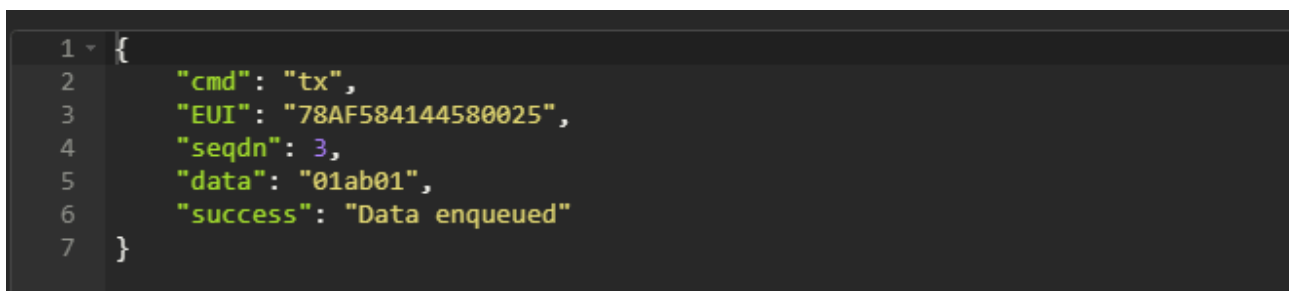 1 {
2 "cmd": "tx",
3 "EUI": "78AF584144580025",
4 "seqdn": 3,
5 "data": "01ab01",
6 "success": "Data enqueued"
7 }